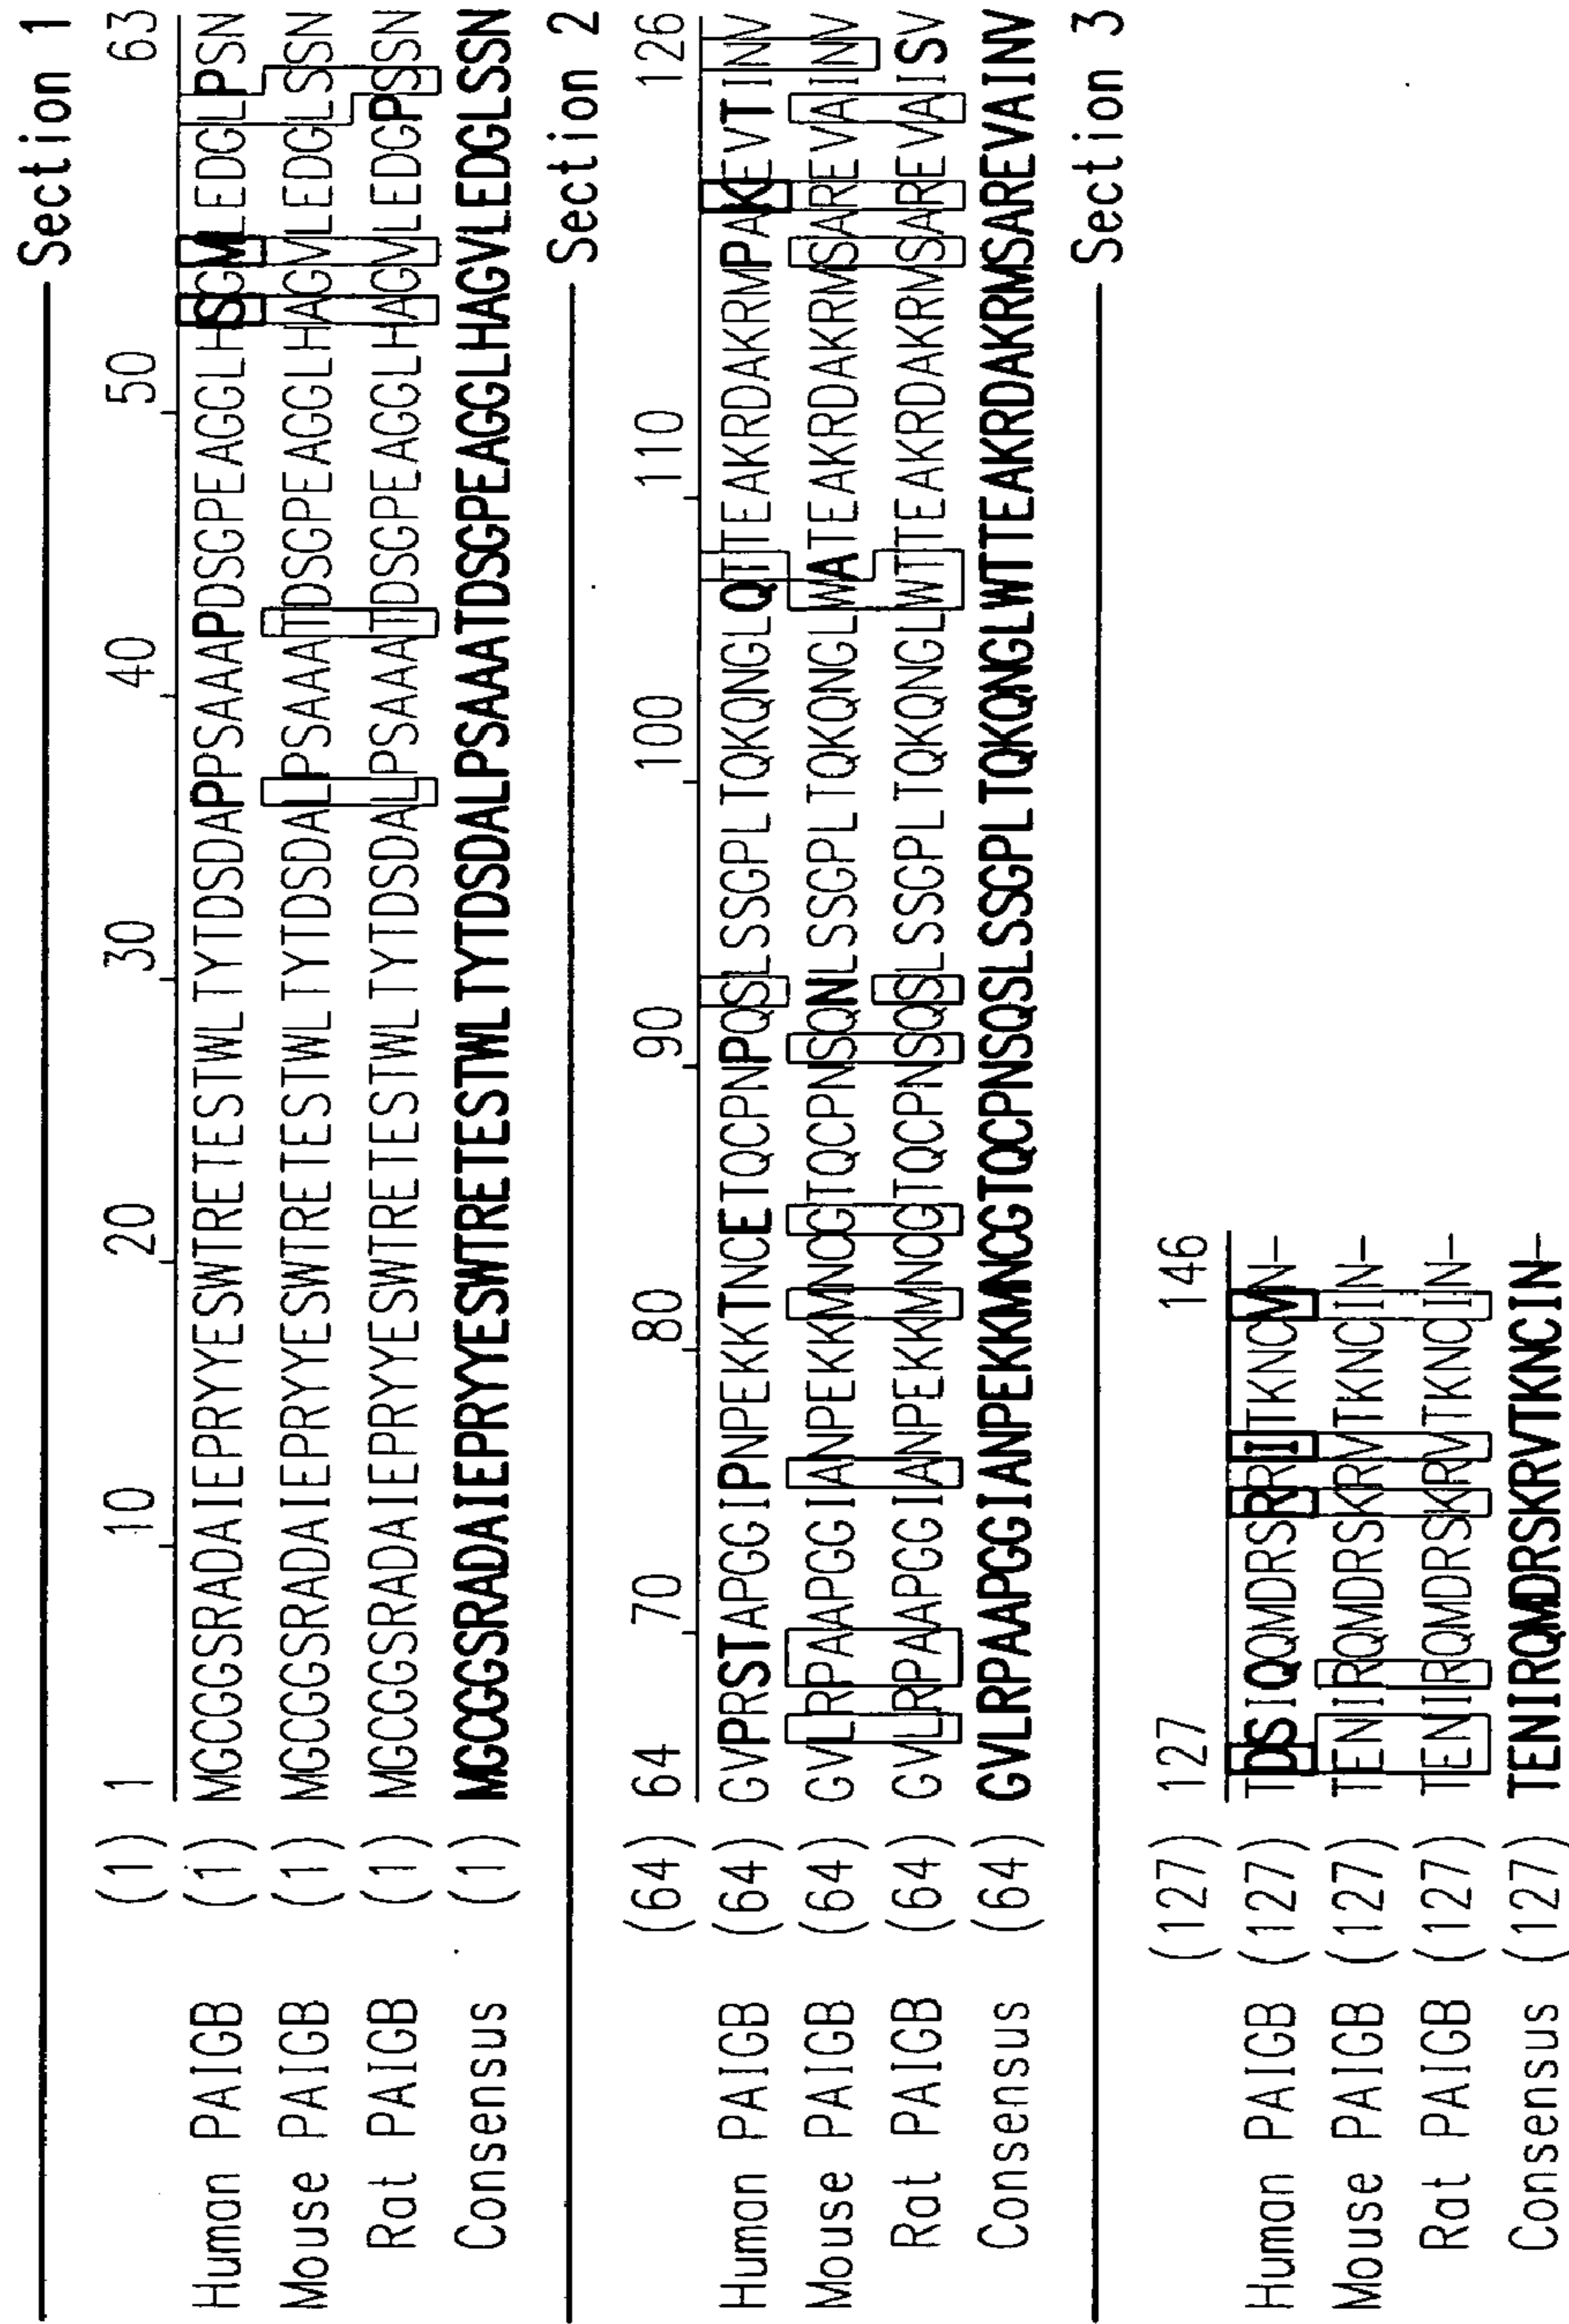 Section 1
(1) 1 10 20 30 40 50 63
Human PAIGB (1) MGCGGSRADAIEPRYYESWTRETESTWLTYTDSDAPPSAAAPDSGPEAGGLHSGMLEDGLPSN
Mouse PAIGB (1) MGCGGSRADAIEPRYYESWTRETESTWLTYTDSDALPSAAATDSGPEAGGLHAGVLEDGLSSN
Rat PAIGB (1) MGCGGSRADAIEPRYYESWTRETESTWLTYTDSDALPSAAATDSGPEAGGLHAGVLEDGPSSN
Consensus (1) MGCGGSRADAIEPRYYESWTRETESTWLTYTDSDALPSAAATDSGPEAGGLHAGVLEDGLSSN
Section 2
(64) 64 70 80 90 100 110 126
Human PAIGB (64) GVPRSTAPGGIPNPEKKTNCETQCPNPQSLSSGPLTQKQNGLQTTEAKRDAKRMPAKEVTINV
Mouse PAIGB (64) GVLRPAAPGGIANPEKKMNCGTQCPNSQNLSSGPLTQKQNGLWATEAKRDAKRMSAREVAINV
Rat PAIGB (64) GVLRPAAPGGIANPEKKMNCGTQCPNSQSLSSGPLTQKQNGLWTTEAKRDAKRMSAREVAISV
Consensus (64) GVLRPAAPGGIANPEKKMNCGTQCPNSQSLSSGPLTQKQNGLWTTEAKRDAKRMSAREVAINV
Section 3
(127) 127 146
Human PAIGB (127) TDSIQQMDRSRRITKNCVN-
Mouse PAIGB (127) TENIRQMDRSKRVTKNCIN-
Rat PAIGB (127) TENIRQMDRSKRVTKNCIN-
Consensus (127) TENIRQMDRSKRVTKNCIN-